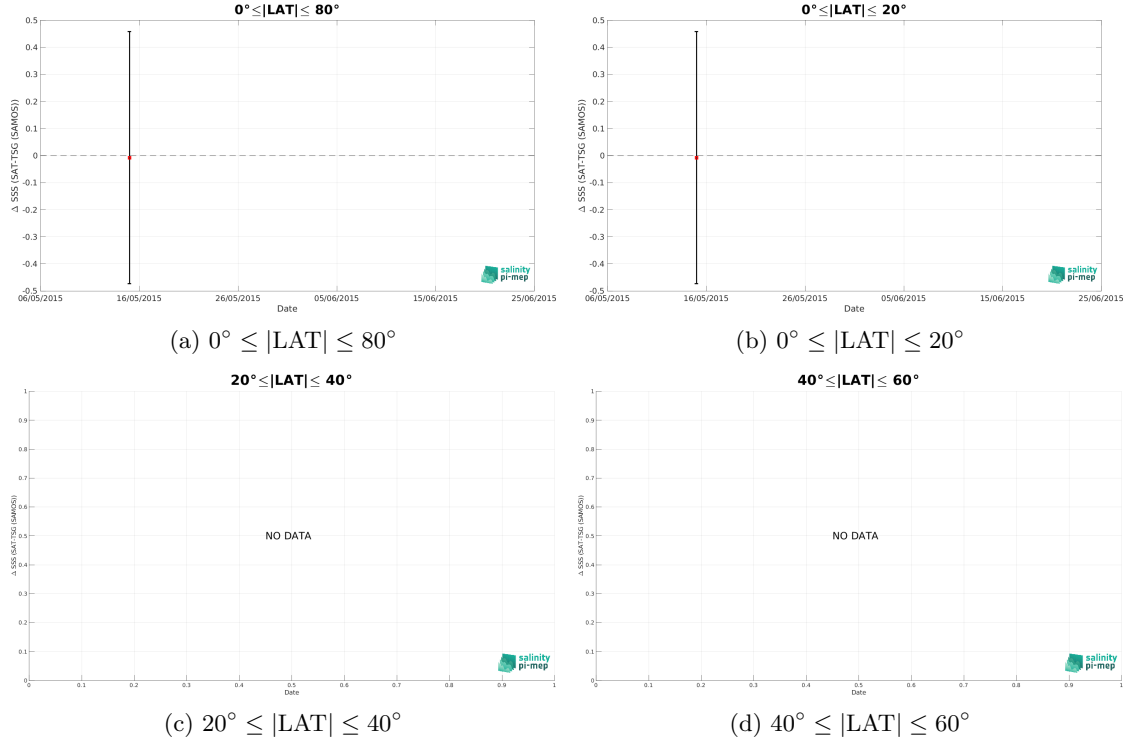 0°≤|LAT|≤ 80°
Δ SSS (SAT-TSG (SAMOS))
0.5
0.4
0.3
0.2
0.1
0
-0.1
-0.2
-0.3
-0.4
-0.5
06/05/2015 16/05/2015 26/05/2015 05/06/2015 15/06/2015 25/06/2015
Date
salinity
pi-mep
(a) 0° ≤ |LAT| ≤ 80°
0°≤|LAT|≤ 20°
Δ SSS (SAT-TSG (SAMOS))
0.5
0.4
0.3
0.2
0.1
0
-0.1
-0.2
-0.3
-0.4
-0.5
06/05/2015 16/05/2015 26/05/2015 05/06/2015 15/06/2015 25/06/2015
Date
salinity
pi-mep
(b) 0° ≤ |LAT| ≤ 20°
20°≤|LAT|≤ 40°
Δ SSS (SAT-TSG (SAMOS))
1
0.9
0.8
0.7
0.6
0.5
0.4
0.3
0.2
0.1
0
NO DATA
0 0.1 0.2 0.3 0.4 0.5 0.6 0.7 0.8 0.9 1
Date
salinity
pi-mep
(c) 20° ≤ |LAT| ≤ 40°
40°≤|LAT|≤ 60°
Δ SSS (SAT-TSG (SAMOS))
1
0.9
0.8
0.7
0.6
0.5
0.4
0.3
0.2
0.1
0
NO DATA
0 0.1 0.2 0.3 0.4 0.5 0.6 0.7 0.8 0.9 1
Date
salinity
pi-mep
(d) 40° ≤ |LAT| ≤ 60°